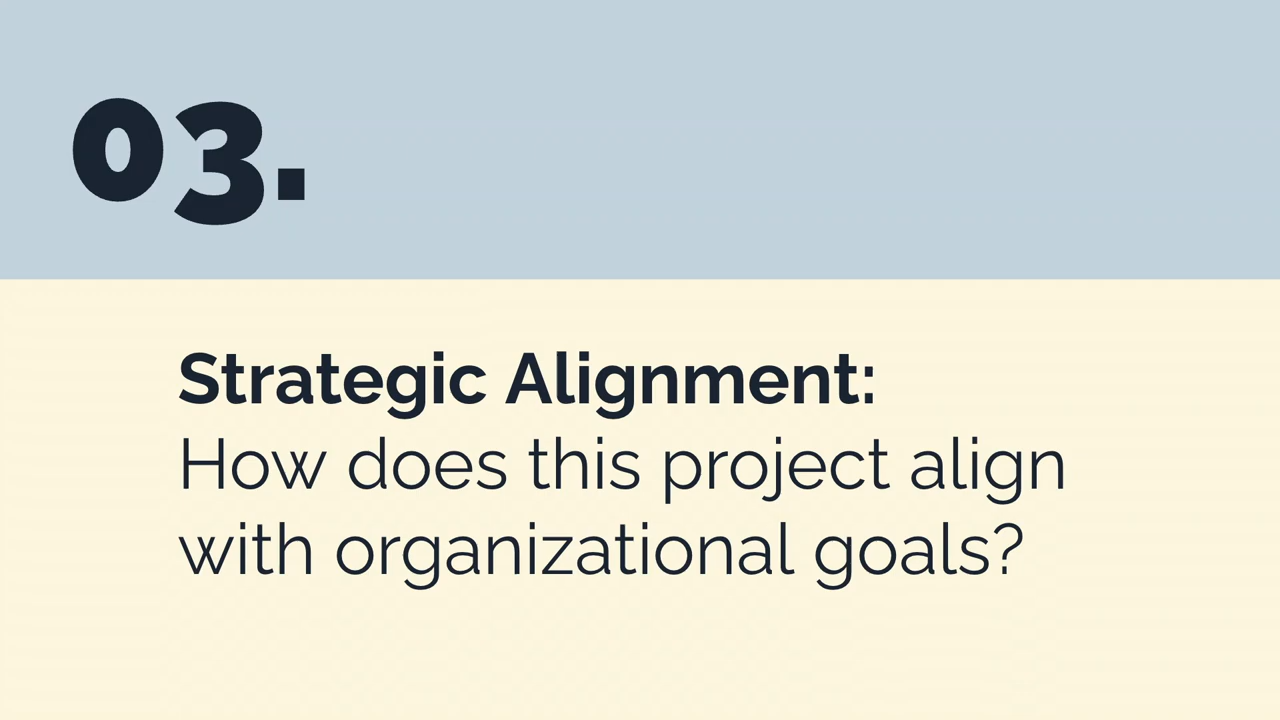 03.
Strategic Alignment:
How does this project align
with organizational goals?